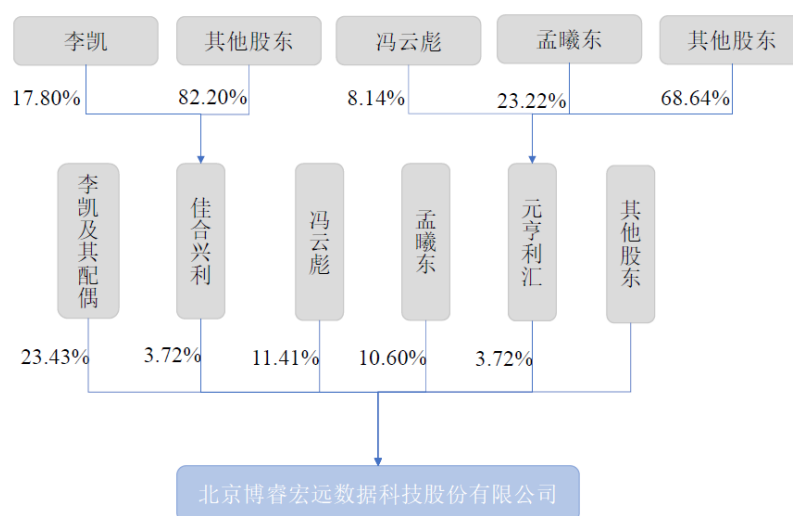 李凯
其他股东
冯云彪
孟曦东
其他股东
17.80%
82.20%
8.14%
23.22%
68.64%
李凯及其配偶
佳合兴利
冯云彪
孟曦东
元亨利汇
其他股东
23.43%
3.72%
11.41%
10.60%
3.72%
北京博睿宏远数据科技股份有限公司